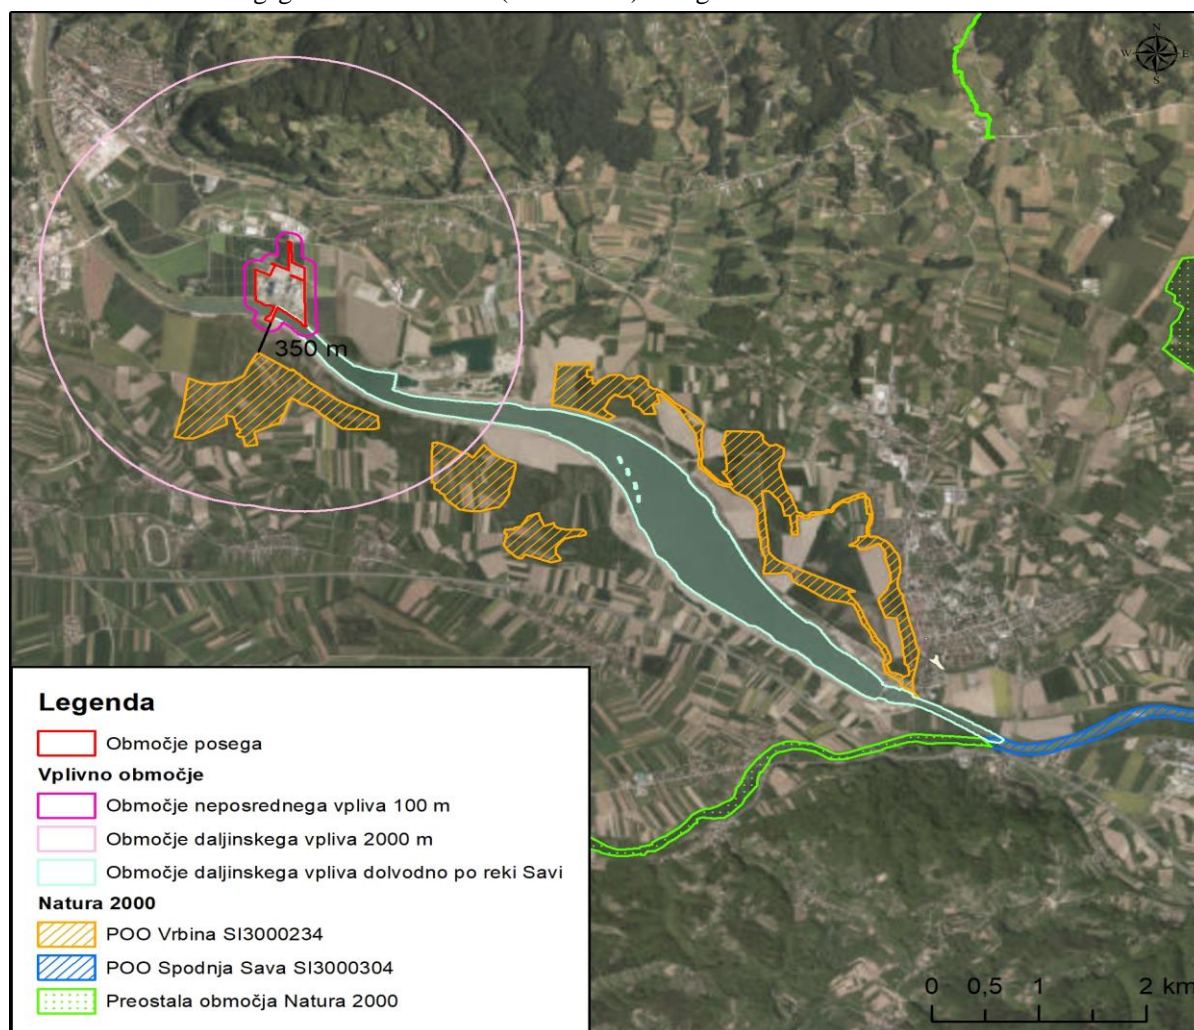 N
W E
S
350 m
Legenda
Območje posega
Vplivno območje
Območje neposrednega vpliva 100 m
Območje daljinskega vpliva 2000 m
Območje daljinskega vpliva dolvodno po reki Savi
Natura 2000
POO Vrbina SI3000234
POO Spodnja Sava SI3000304
Preostala območja Natura 2000
0 0,5 1 2 km